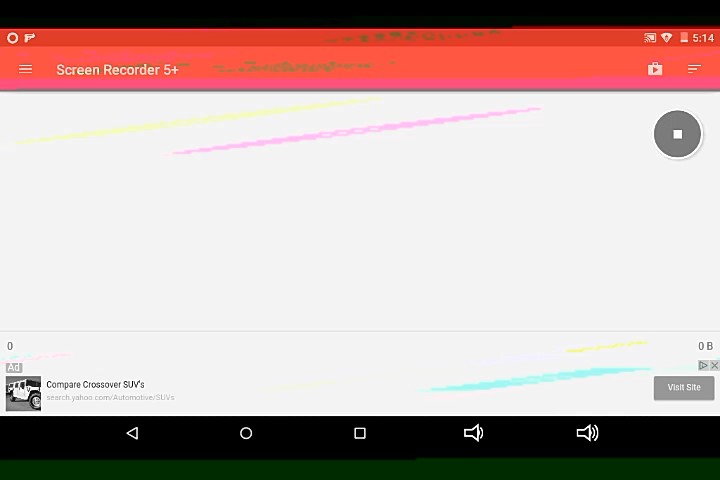 5:14
Screen Recorder 5+
0
0 B
Ad
Compare Crossover SUV's
search.yahoo.com/Automotive/SUVs
Visit Site